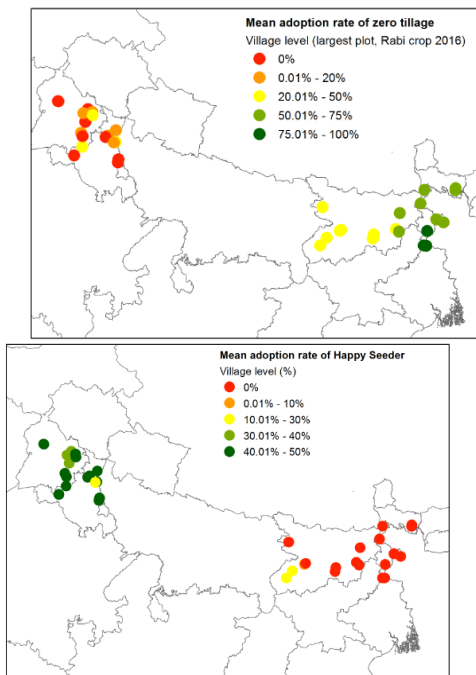 Mean adoption rate of zero tillage
Village level (largest plot, Rabi crop 2016)
0%
0.01% - 20%
20.01% - 50%
50.01% - 75%
75.01% - 100%
Mean adoption rate of Happy Seeder
Village level (%)
0%
0.01% - 10%
10.01% - 30%
30.01% - 40%
40.01% - 50%